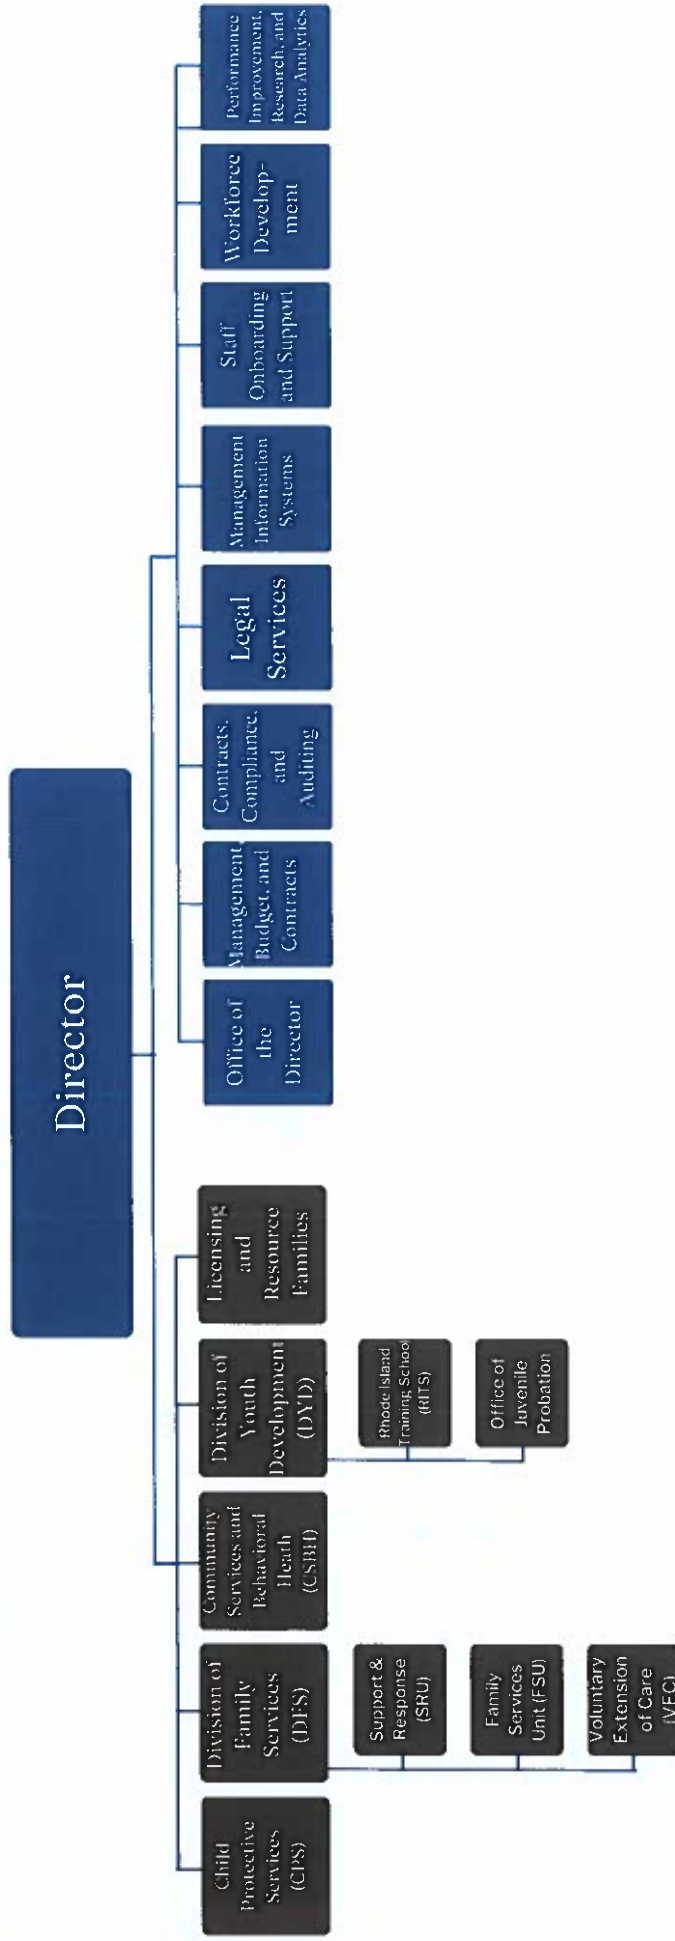 Director
Child
Protective
Services
(CPS)
Division of
Family
Services
(DFS)
Community
Services and
Behavioral
Heath
(CSBH)
Division of
Youth
Development
(DYD)
Licensing
and
Resource
Families
Office of
the
Director
Management,
Budget, and
Contracts
Contracts,
Compliance,
and
Auditing
Legal
Services
Management
Information
Systems
Staff
Onboarding
and Support
Workforce
Develop-
ment
Performance
Improvement,
Research, and
Data Analytics
Support &
Response
(SRU)
Family
Services
Unit (FSU)
Voluntary
Extension
of Care
(VEC)
Rhode Island
Training School
(RITS)
Office of
Juvenile
Probation